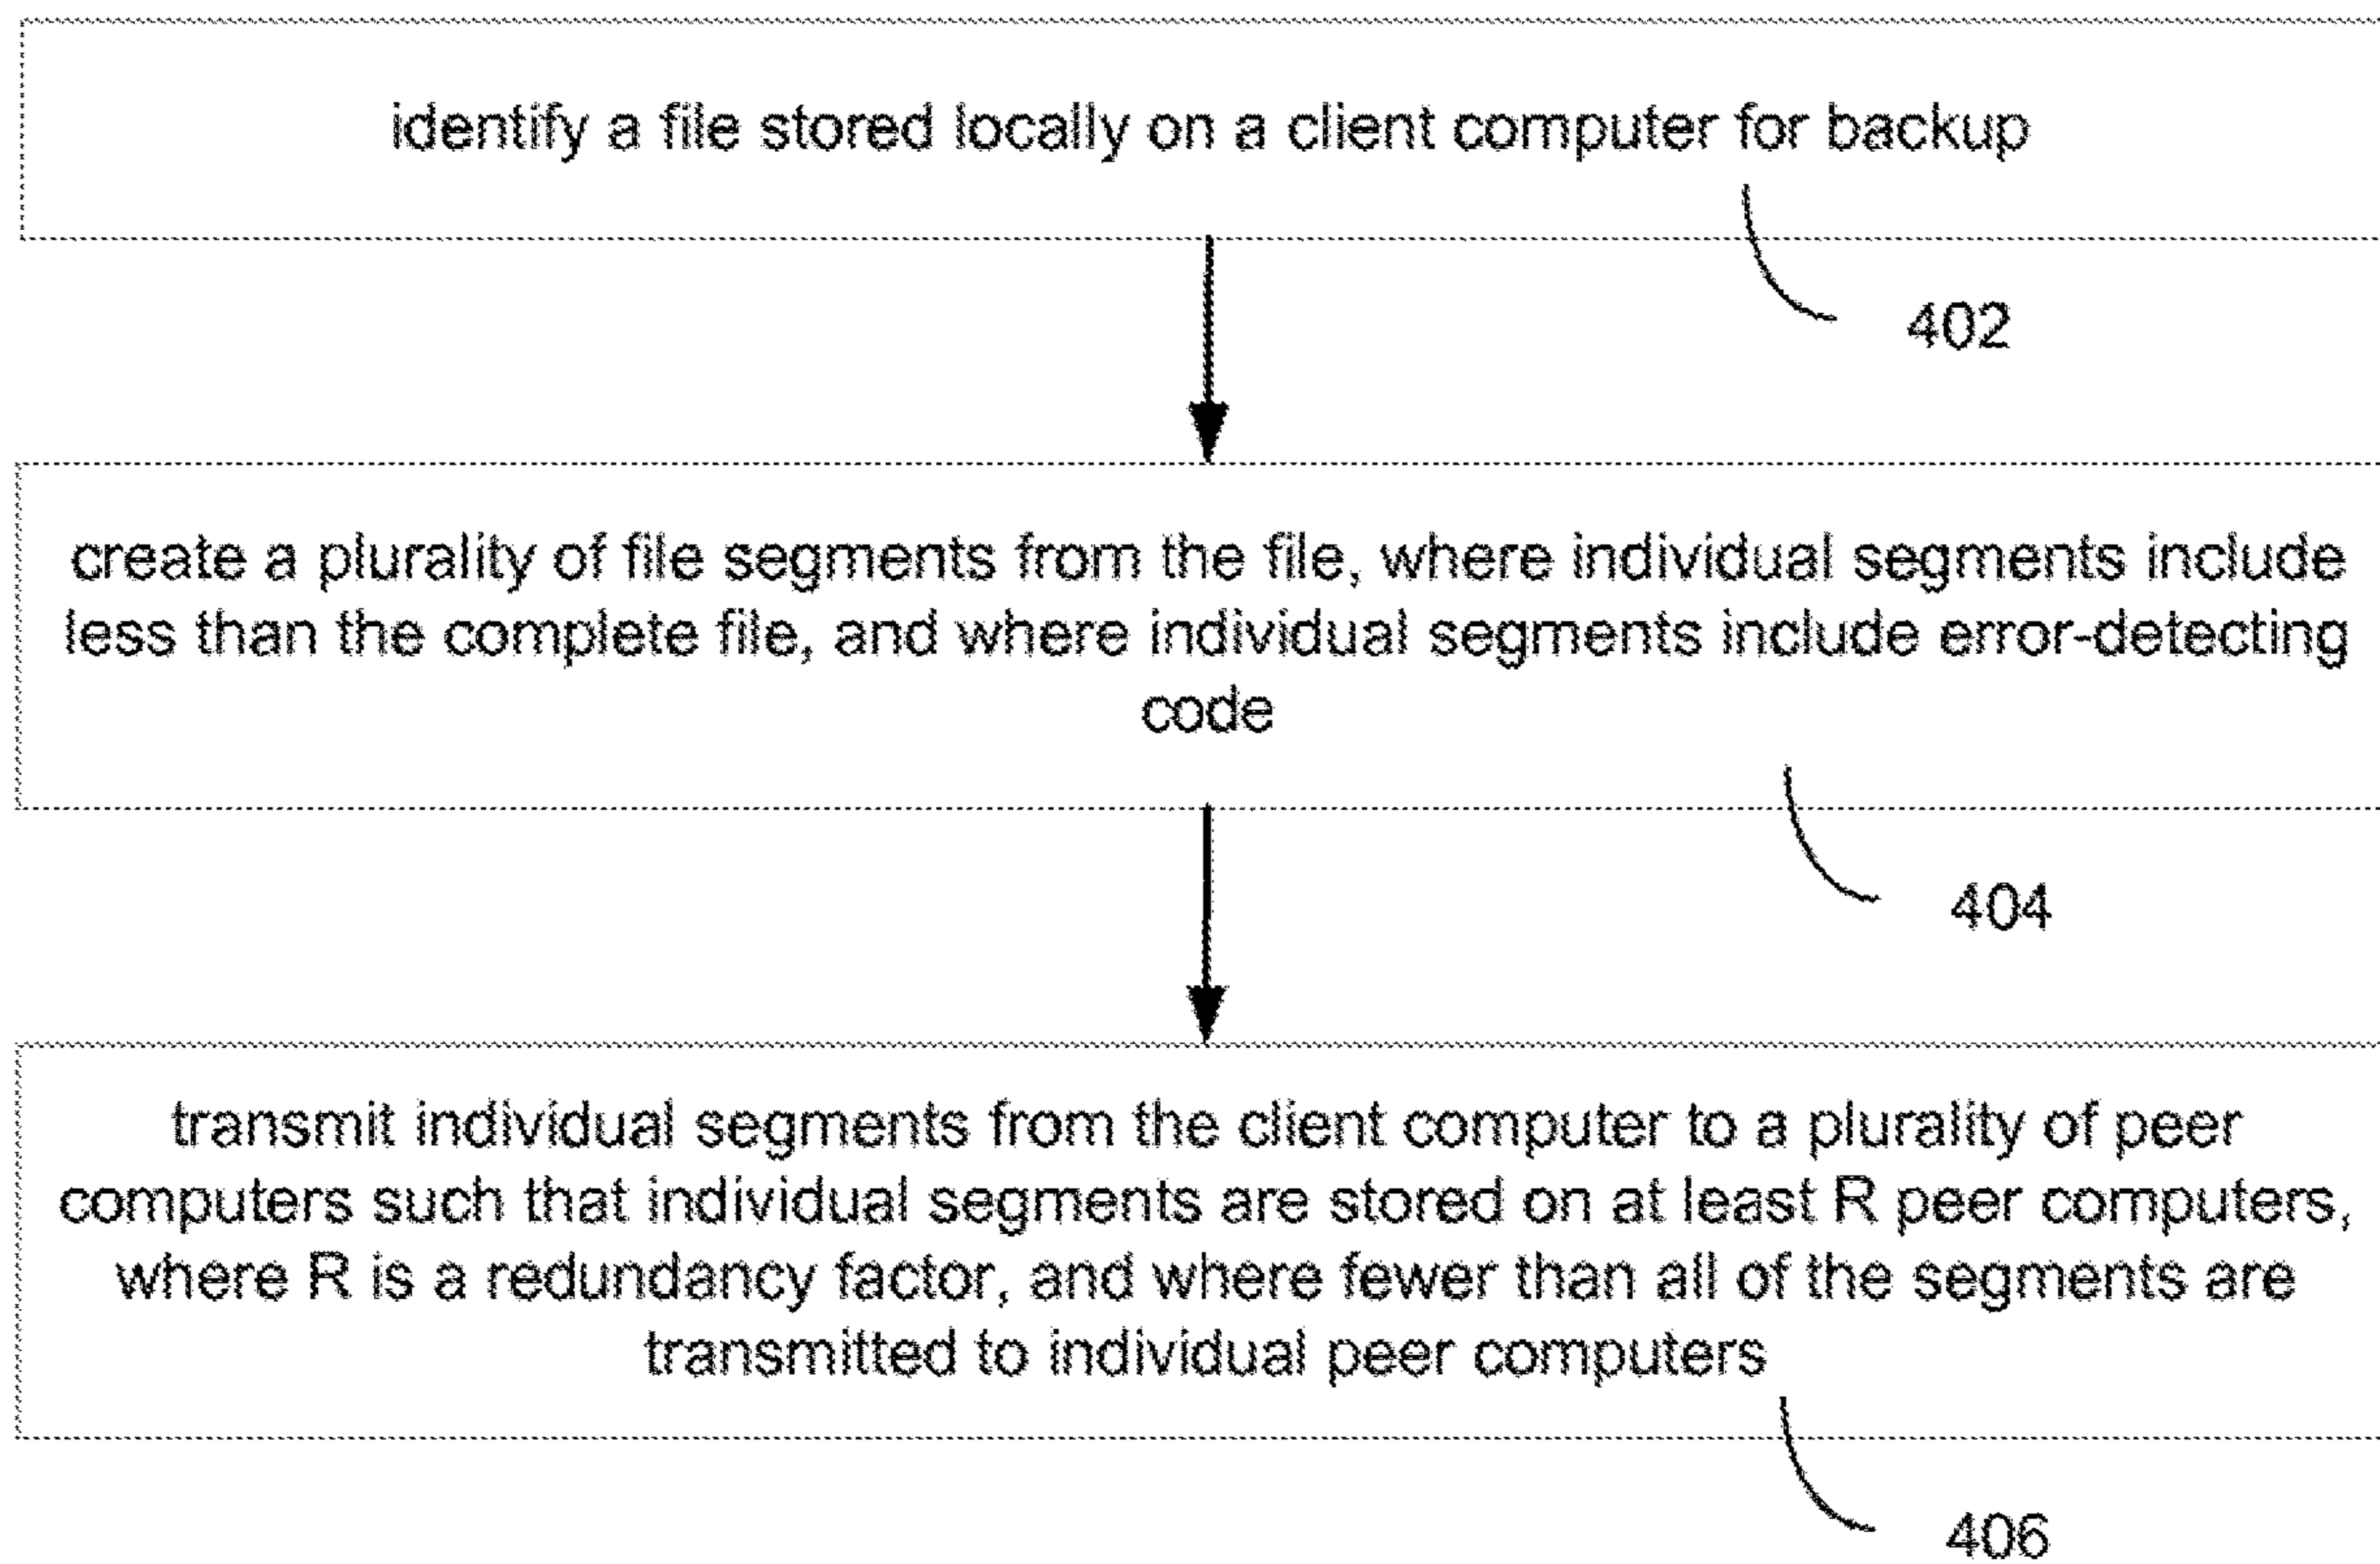 identify a file stored locally on a client computer for backup
402
create a plurality of file segments from the file, where individual segments include
less than the complete file, and where individual segments include error-detecting
code
404
transmit individual segments from the client computer to a plurality of peer
computers such that individual segments are stored on at least R peer computers,
where R is a redundancy factor, and where fewer than all of the segments are
transmitted to individual peer computers
406